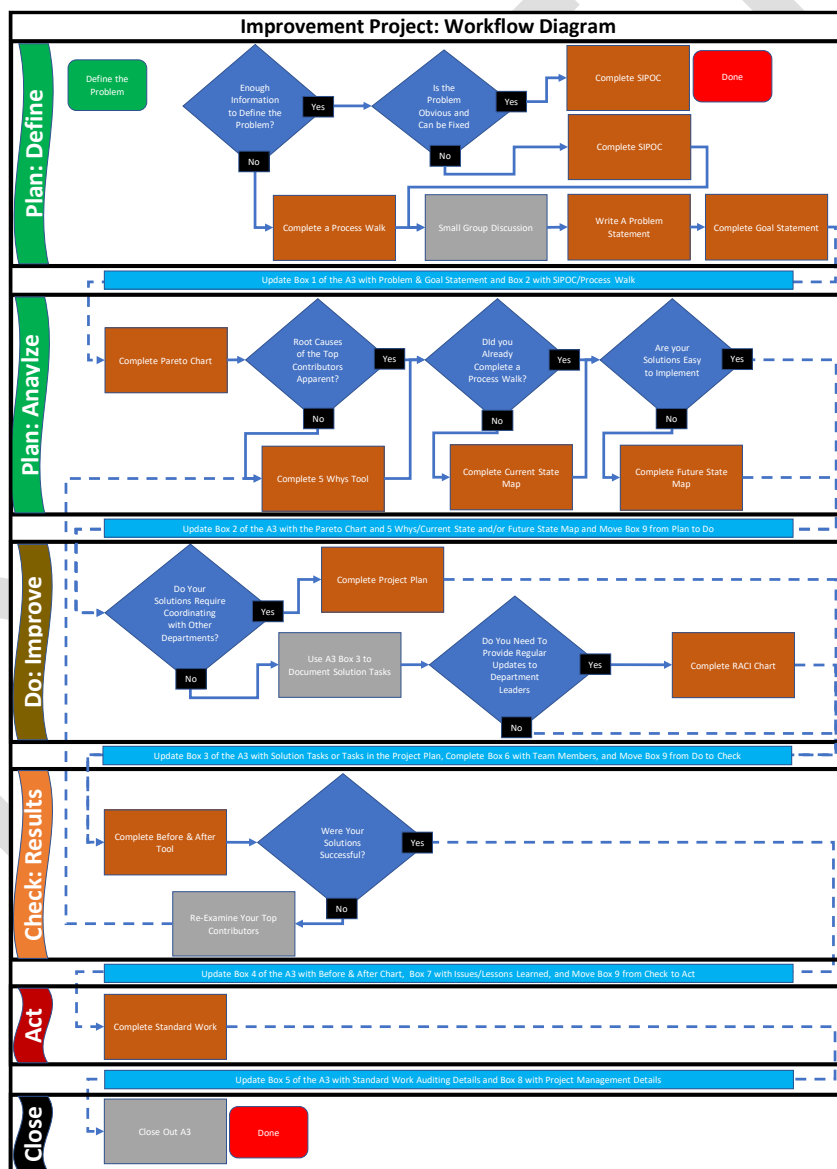 Improvement Project: Workflow Diagram
Plan: Define
Define the
Problem
Enough
Information
to Define the
Problem?
Yes
No
Is the
Problem
Obvious and
Can be Fixed
Yes
No
Complete SIPOC
Done
Complete SIPOC
Complete a Process Walk
Small Group Discussion
Write A Problem
Statement
Complete Goal Statement
Update Box 1 of the A3 with Problem & Goal Statement and Box 2 with SIPOC/Process Walk
Plan: Anaylze
Complete Pareto Chart
Root Causes
of the Top
Contributors
Apparent?
Yes
No
DId you
Already
Complete a
Process Walk?
Yes
No
Are your
Solutions Easy
to Implement
Yes
No
Complete 5 Whys Tool
Complete Current State
Map
Complete Future State
Map
Update Box 2 of the A3 with the Pareto Chart and 5 Whys/Current State and/or Future State Map and Move Box 9 from Plan to Do
Do: Improve
Do Your
Solutions Require
Coordinating
with Other
Departments?
Yes
No
Complete Project Plan
Use A3 Box 3 to
Document Solution Tasks
Do You Need To
Provide Regular
Updates to
Department
Leaders
Yes
No
Complete RACI Chart
Update Box 3 of the A3 with Solution Tasks or Tasks in the Project Plan, Complete Box 6 with Team Members, and Move Box 9 from Do to Check
Check: Results
Complete Before & After
Tool
Were Your
Solutions
Successful?
Yes
No
Re-Examine Your Top
Contributors
Update Box 4 of the A3 with Before & After Chart, Box 7 with Issues/Lessons Learned, and Move Box 9 from Check to Act
Act
Complete Standard Work
Update Box 5 of the A3 with Standard Work Auditing Details and Box 8 with Project Management Details
Close
Close Out A3
Done